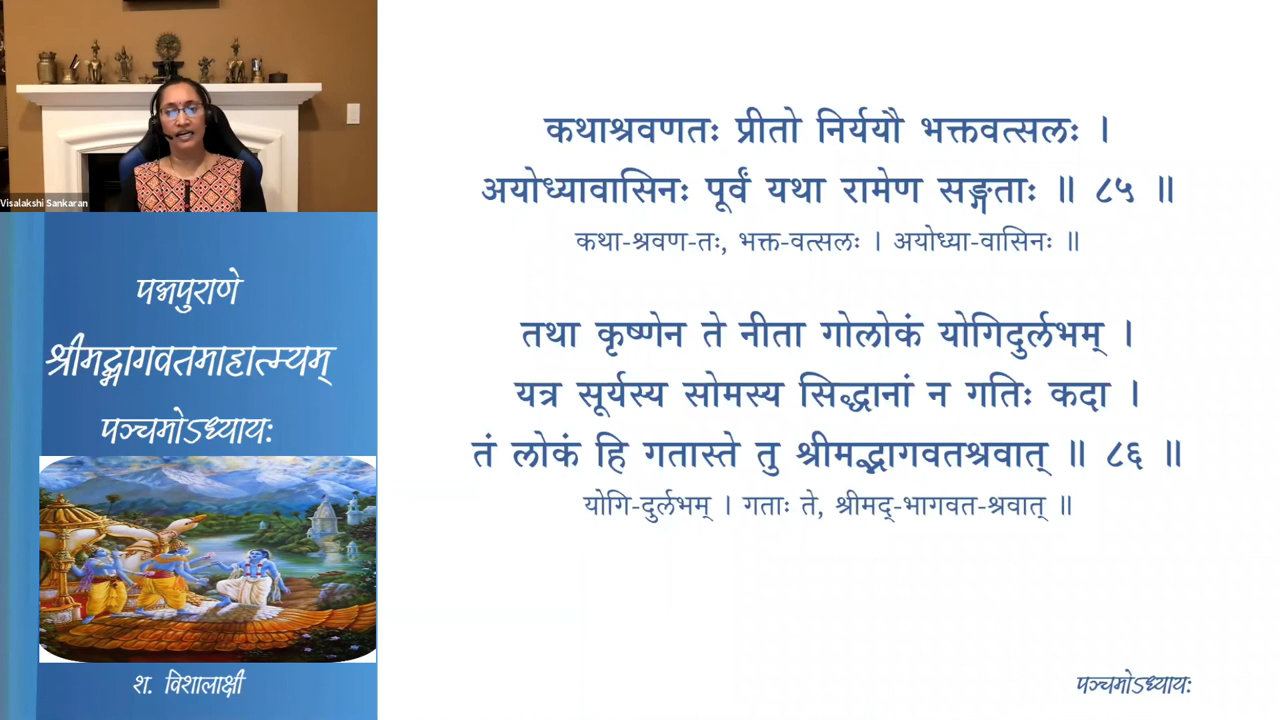 Visalakshi Sankaran
पद्मपुराणे
श्रीमद्भागवतमाहात्म्यम्
पञ्चमोऽध्यायः
श. विशालाक्षी
कथाश्रवणतः प्रीतो निर्ययौ भक्तवत्सलः ।
अयोध्यावासिनः पूर्वं यथा रामेण सङ्गताः ॥ ८५ ॥
कथा-श्रवण-तः, भक्त-वत्सलः । अयोध्या-वासिनः ॥
तथा कृष्णेन ते नीता गोलोकं योगिदुर्लभम् ।
यत्र सूर्यस्य सोमस्य सिद्धानां न गतिः कदा ।
तं लोकं हि गतास्ते तु श्रीमद्भागवतश्रवात् ॥ ८६ ॥
योगि-दुर्लभम् । गताः ते, श्रीमद्-भागवत-श्रवात् ॥
पञ्चमोऽध्यायः